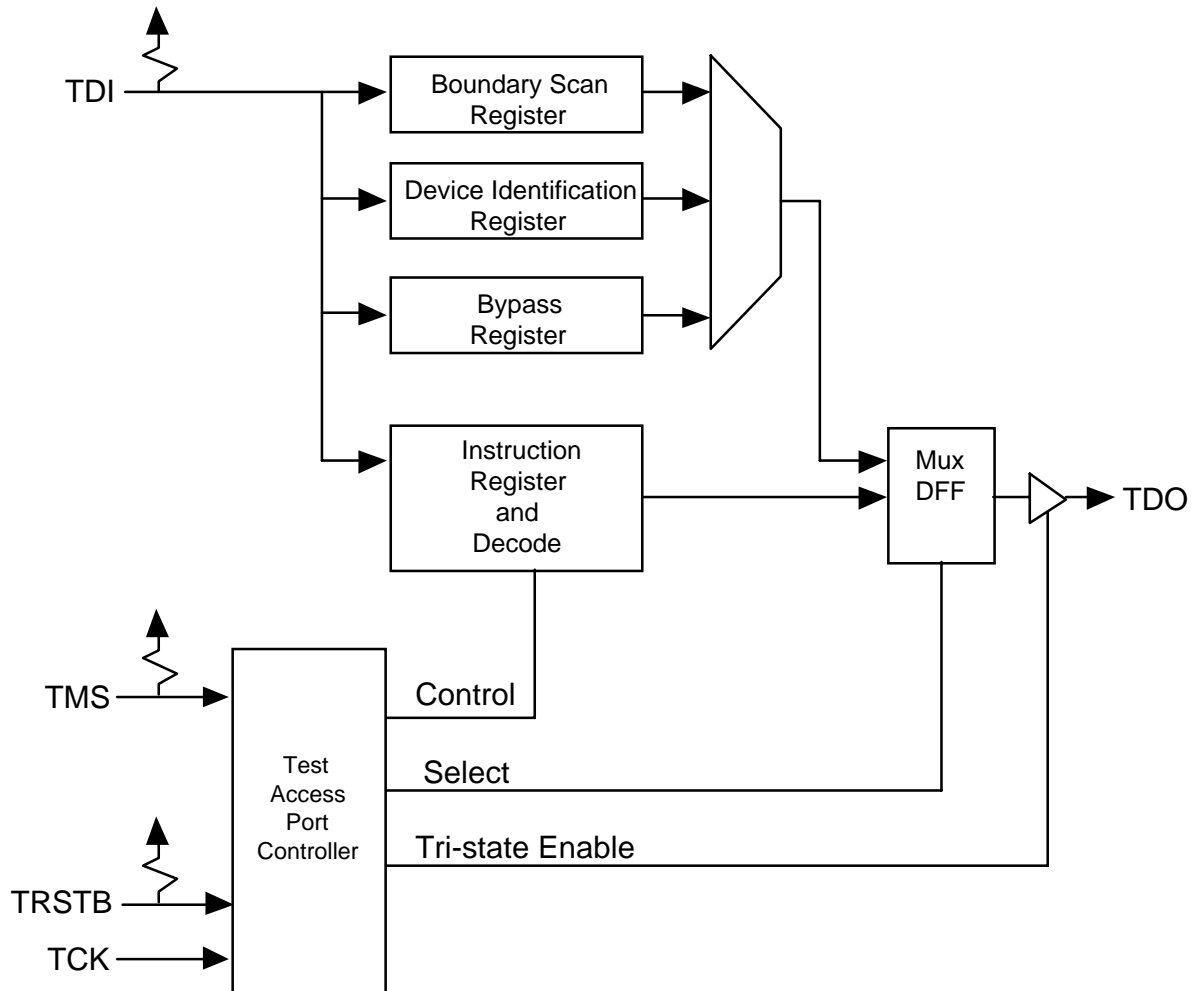 TDI
Boundary Scan
Register
Device Identification
Register
Bypass
Register
Instruction
Register
and
Decode
Mux
DFF
TDO
TMS
Control
Test
Access
Port
Controller
Select
Tri-state Enable
TRSTB
TCK